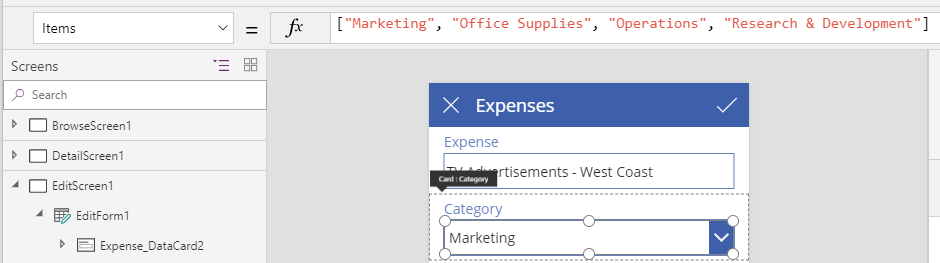 Items = fx ["Marketing", "Office Supplies", "Operations", "Research & Development"]
Screens
Search
BrowseScreen1
DetailScreen1
EditScreen1
EditForm1
Expense_DataCard2
Expenses
Expense
TV Advertisements - West Coast
Card : Category
Category
Marketing